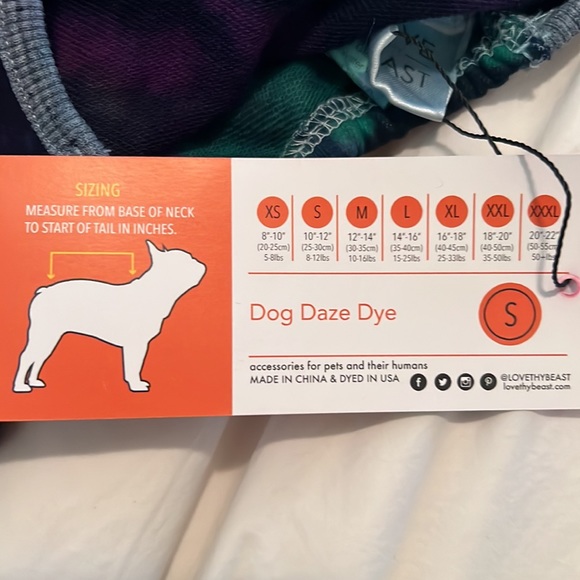 AST
SIZING
MEASURE FROM BASE OF NECK
TO START OF TAIL IN INCHES.
XS S M L XL XXL XXXL
8"-10" 10"-12" 12"-14" 14"-16" 16"-18" 18"-20" 20"-22"
(20-25cm) (25-30cm) (30-35cm) (35-40cm) (40-45cm) (40-50cm) (50-55cm
5-8lbs 8-12lbs 10-16lbs 15-25lbs 25-33lbs 35-50lbs 50+lbs
Dog Daze Dye
S
accessories for pets and their humans
MADE IN CHINA & DYED IN USA
@LOVETHYBEAST
lovethybeast.com